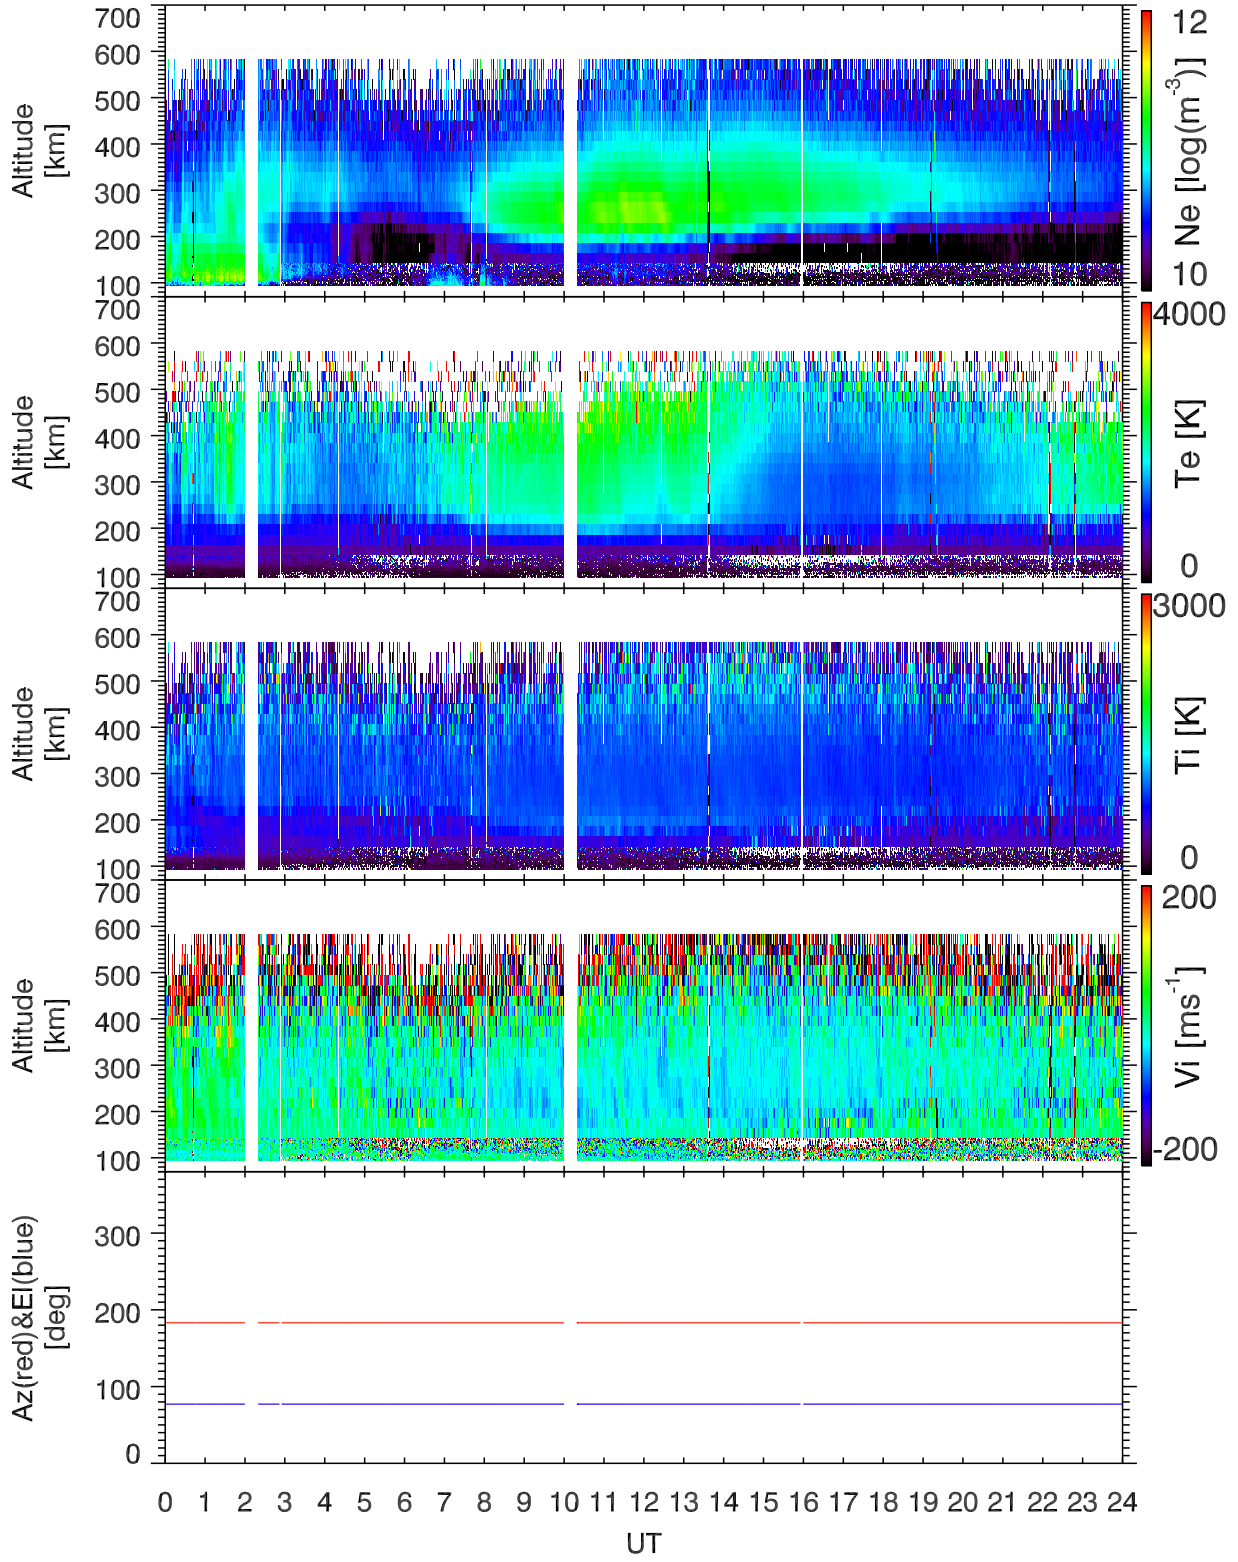 700
600
500
400
300
200
100
Altitude
[km]
12
10
Ne [log(m⁻³)]
600
500
400
300
200
100
Altitude
[km]
4000
0
Te [K]
700
600
500
400
300
200
100
Altitude
[km]
3000
0
Ti [K]
700
600
500
400
300
200
100
Altitude
[km]
200
-200
Vi [ms⁻¹]
300
200
100
0
Az(red)&El(blue)
[deg]
0 1 2 3 4 5 6 7 8 9 10 11 12 13 14 15 16 17 18 19 20 21 22 23 24
UT